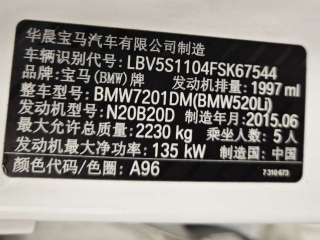 华晨宝马汽车有限公司制造
车辆识别代号: LBV5S1104FSK67544
品牌: 宝马(BMW)牌 发动机排量: 1997 ml
整车型号: BMW7201DM(BMW520Li)
发动机型号: N20B20D 制造年月: 2015.06
最大允许总质量: 2230 kg 乘坐人数: 5人
发动机最大净功率: 135 kW 制造国: 中国
颜色代码/色圈: A96
7 310 673